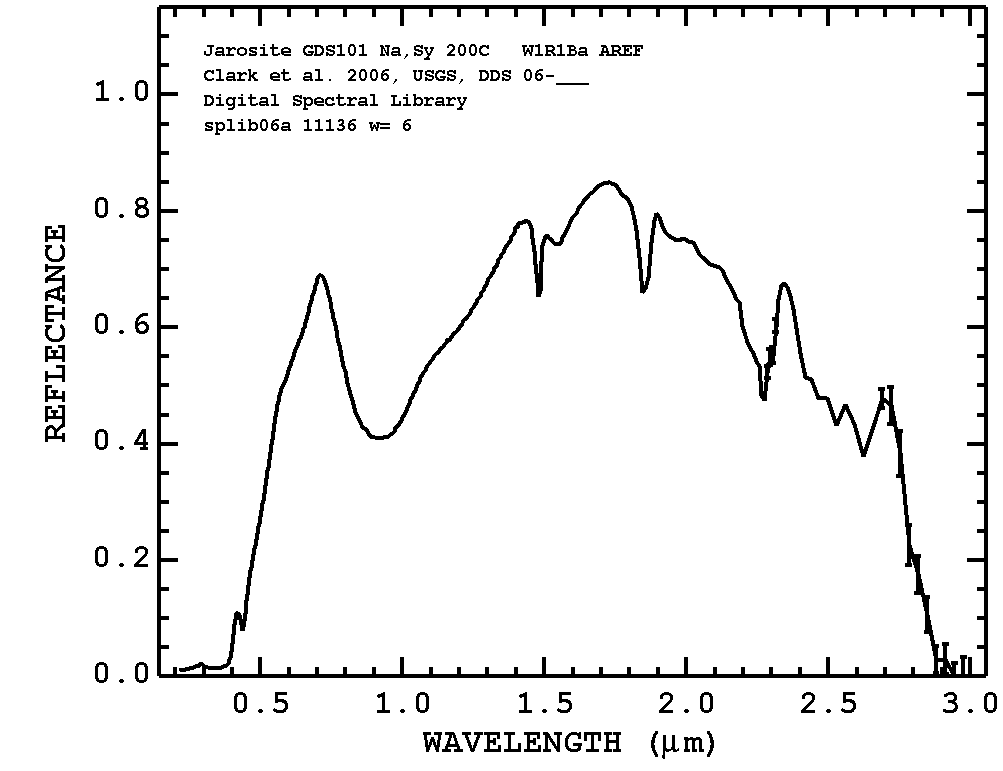 Jarosite GDS101 Na,Sy 200C   W1R1Ba AREF
Clark et al. 2006, USGS, DDS 06-___
Digital Spectral Library
splib06a 11136 w= 6
1.0
0.8
0.6
0.4
0.2
0.0
REFLECTANCE
0.5 1.0 1.5 2.0 2.5 3.0
WAVELENGTH (μm)